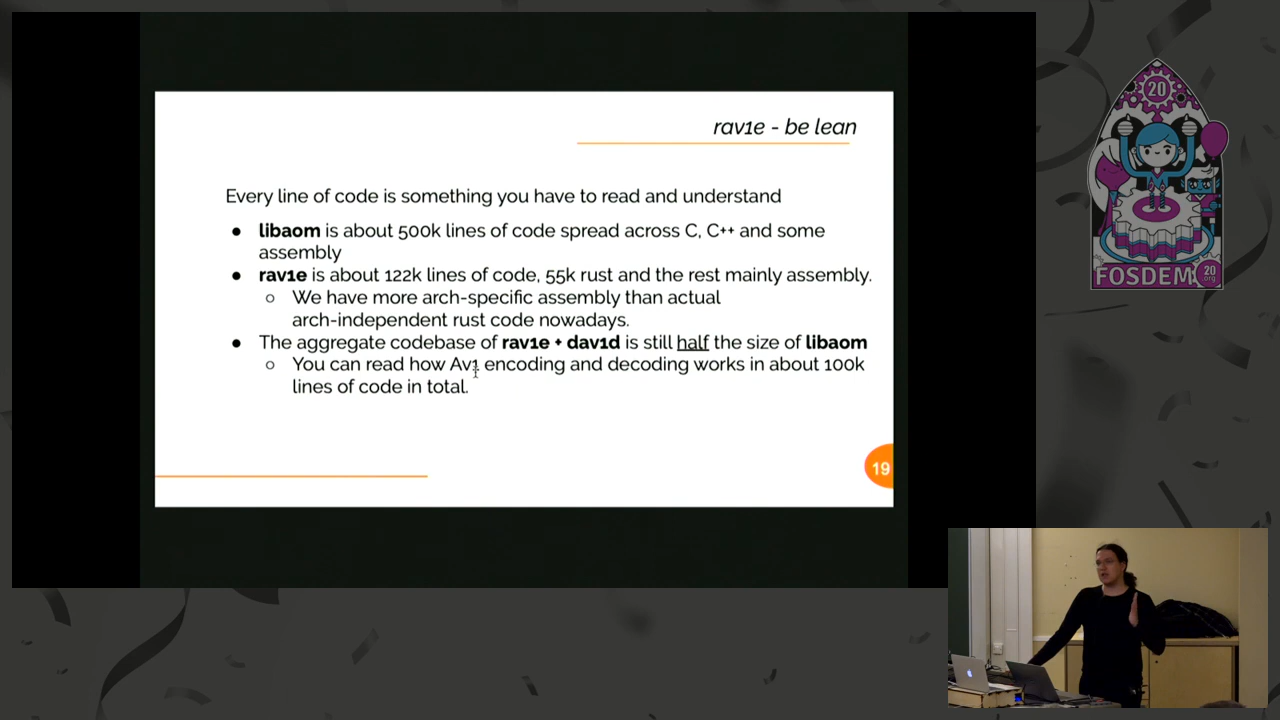 rav1e - be lean
Every line of code is something you have to read and understand
● libaom is about 500k lines of code spread across C, C++ and some
assembly
● rav1e is about 122k lines of code, 55k rust and the rest mainly assembly.
○ We have more arch-specific assembly than actual
arch-independent rust code nowadays.
● The aggregate codebase of rav1e + dav1d is still half the size of libaom
○ You can read how Av1 encoding and decoding works in about 100k
lines of code in total.
19
20
FOSDEM 20
.org